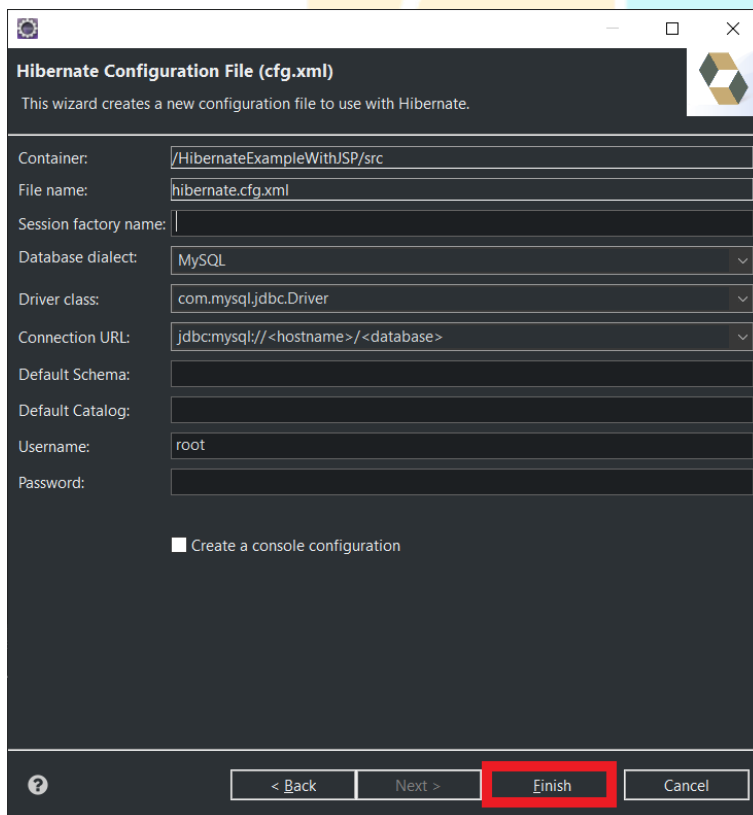 Hibernate Configuration File (cfg.xml)
This wizard creates a new configuration file to use with Hibernate.
Container: /HibernateExampleWithJSP/src
File name: hibernate.cfg.xml
Session factory name:
Database dialect: MySQL
Driver class: com.mysql.jdbc.Driver
Connection URL: jdbc:mysql://<hostname>/<database>
Default Schema:
Default Catalog:
Username: root
Password:
Create a console configuration
? < Back Next > Finish Cancel